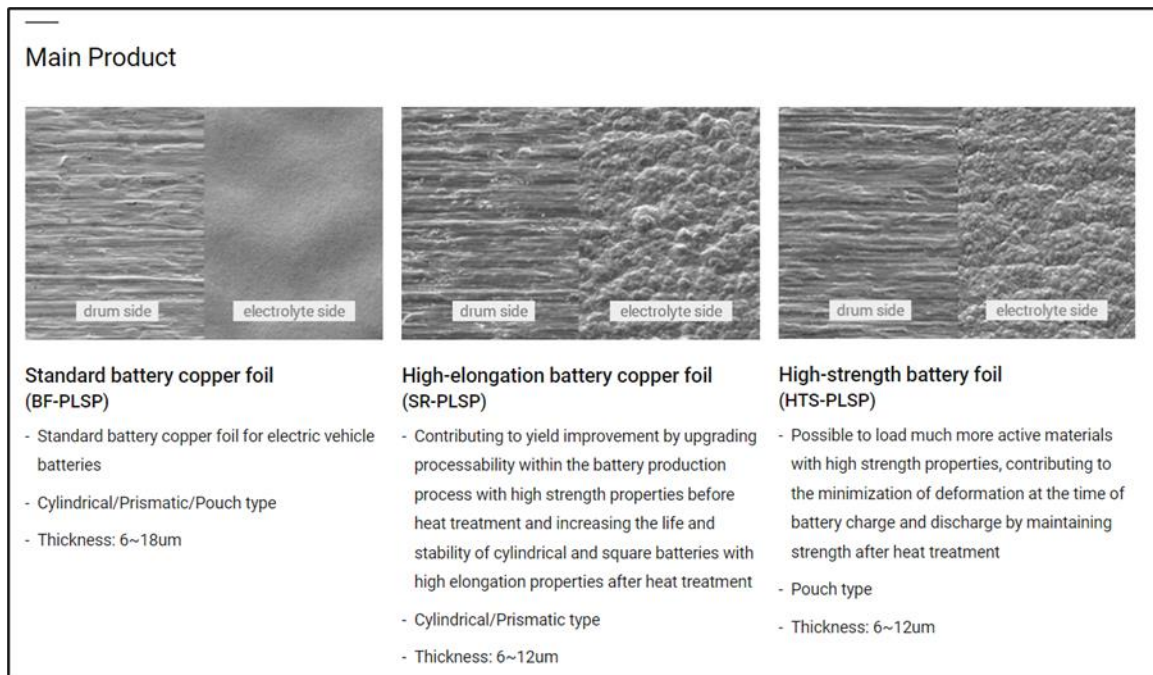 Main Product
drum side
electrolyte side
drum side
electrolyte side
drum side
electrolyte side
Standard battery copper foil
(BF-PLSP)
- Standard battery copper foil for electric vehicle
batteries
- Cylindrical/Prismatic/Pouch type
- Thickness: 6~18um
High-elongation battery copper foil
(SR-PLSP)
- Contributing to yield improvement by upgrading
processability within the battery production
process with high strength properties before
heat treatment and increasing the life and
stability of cylindrical and square batteries with
high elongation properties after heat treatment
- Cylindrical/Prismatic type
- Thickness: 6~12um
High-strength battery foil
(HTS-PLSP)
- Possible to load much more active materials
with high strength properties, contributing to
the minimization of deformation at the time of
battery charge and discharge by maintaining
strength after heat treatment
- Pouch type
- Thickness: 6~12um